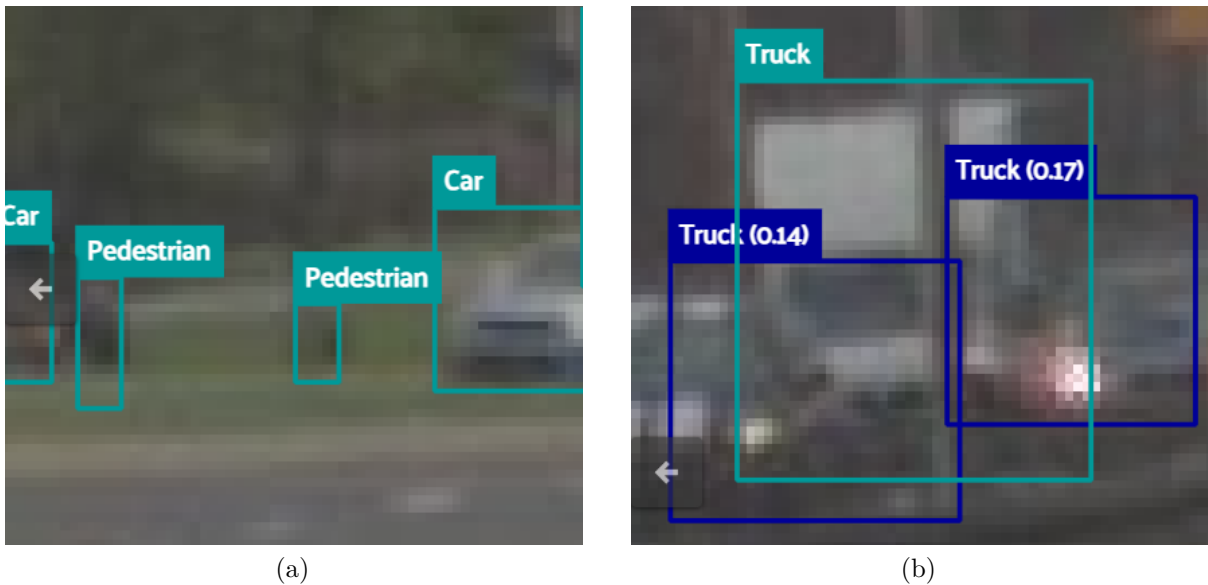 Car
Car
Pedestrian
Pedestrian
(a)
Truck
Truck (0.17)
Truck (0.14)
(b)